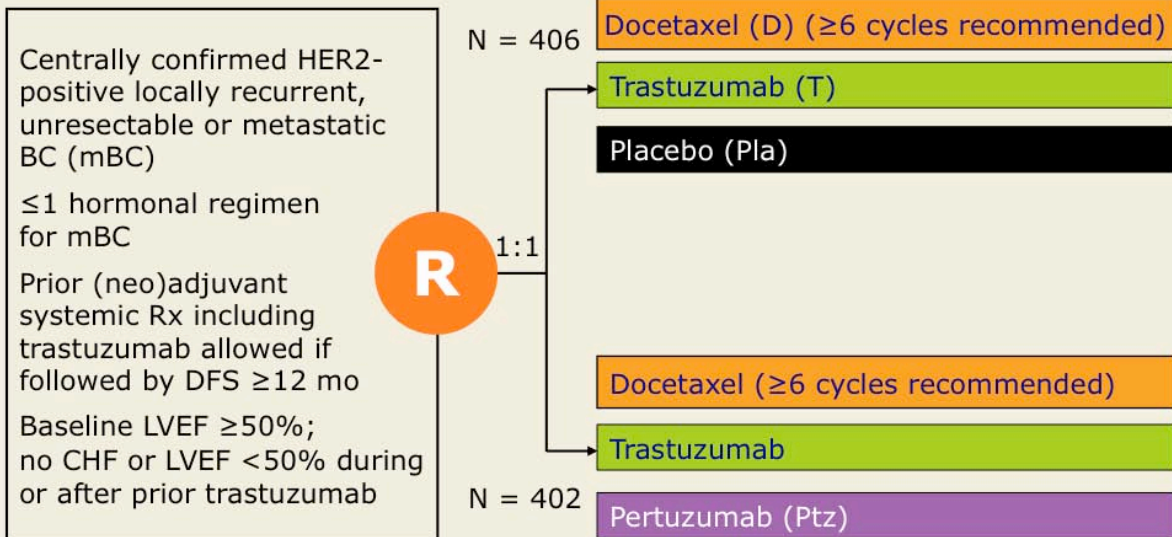 Centrally confirmed HER2-
positive locally recurrent,
unresectable or metastatic
BC (mBC)
≤1 hormonal regimen
for mBC
Prior (neo)adjuvant
systemic Rx including
trastuzumab allowed if
followed by DFS ≥12 mo
Baseline LVEF ≥50%;
no CHF or LVEF <50% during
or after prior trastuzumab
R
1:1
N = 406
Docetaxel (D) (≥6 cycles recommended)
Trastuzumab (T)
Placebo (Pla)
Docetaxel (≥6 cycles recommended)
Trastuzumab
N = 402
Pertuzumab (Ptz)